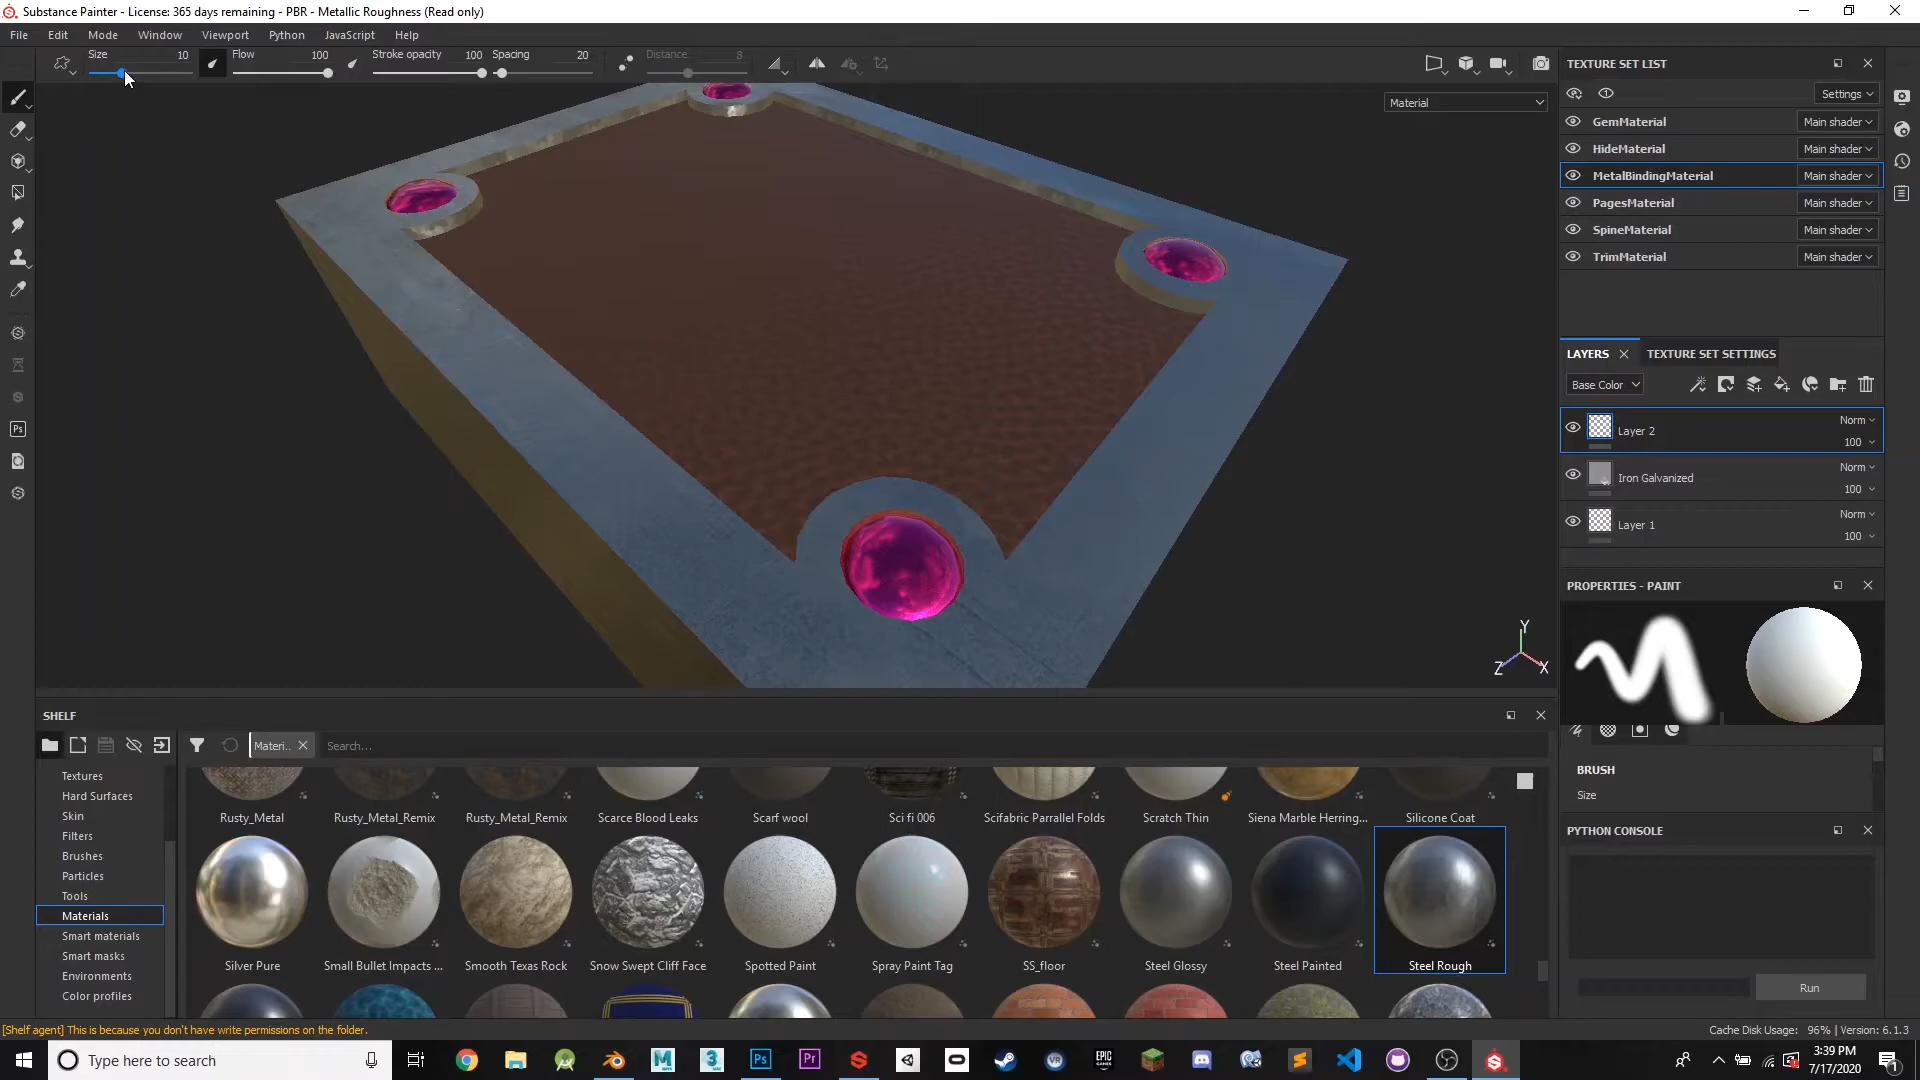 Substance Painter - License: 365 days remaining - PBR - Metallic Roughness (Read only)
File Edit Mode Window Viewport Python JavaScript Help
Size 10 Flow 100 Stroke opacity 100 Spacing 20 Distance 8
Material
TEXTURE SET LIST
Settings
GemMaterial Main shader
HideMaterial Main shader
MetalBindingMaterial Main shader
PagesMaterial Main shader
SpineMaterial Main shader
TrimMaterial Main shader
LAYERS TEXTURE SET SETTINGS
Base Color
Layer 2 Norm 100
Iron Galvanized Norm 100
Layer 1 Norm 100
PROPERTIES - PAINT
BRUSH
Size
PYTHON CONSOLE
Run
Y
Z X
Ps
SHELF
Materi.. Search...
Textures
Hard Surfaces
Skin
Filters
Brushes
Particles
Tools
Materials
Smart materials
Smart masks
Environments
Color profiles
Rusty_Metal Rusty_Metal_Remix Rusty_Metal_Remix Scarce Blood Leaks Scarf wool Sci fi 006 Scifabric Parrallel Folds Scratch Thin Siena Marble Herring... Silicone Coat
Silver Pure Small Bullet Impacts ... Smooth Texas Rock Snow Swept Cliff Face Spotted Paint Spray Paint Tag SS_floor Steel Glossy Steel Painted Steel Rough
[Shelf agent] This is because you don't have write permissions on the folder.
Cache Disk Usage: 96% | Version: 6.1.3
Type here to search
M 3 Ps Pr EPIC GAMES
3:39 PM
7/17/2020
1